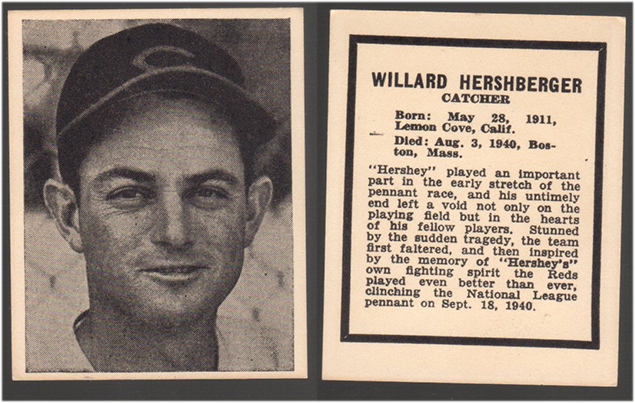 C
WILLARD HERSHBERGER
CATCHER
Born: May 28, 1911,
Lemon Cove, Calif.
Died: Aug. 3, 1940, Bos-
ton, Mass.
"Hershey" played an important
part in the early stretch of the
pennant race, and his untimely
end left a void not only on the
playing field but in the hearts
of his fellow players. Stunned
by the sudden tragedy, the team
first faltered, and then inspired
by the memory of "Hershey's"
own fighting spirit the Reds
played even better than ever,
clinching the National League
pennant on Sept. 18, 1940.